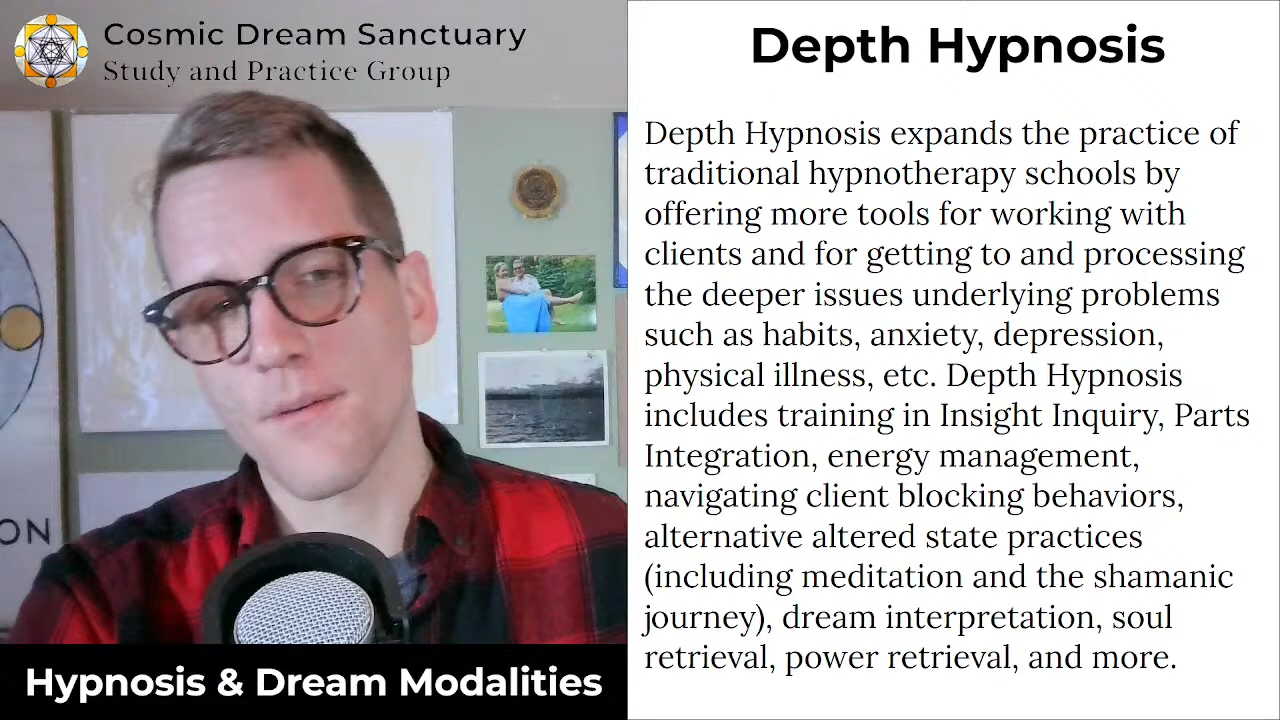 Cosmic Dream Sanctuary
Study and Practice Group
ON
Hypnosis & Dream Modalities
Depth Hypnosis
Depth Hypnosis expands the practice of
traditional hypnotherapy schools by
offering more tools for working with
clients and for getting to and processing
the deeper issues underlying problems
such as habits, anxiety, depression,
physical illness, etc. Depth Hypnosis
includes training in Insight Inquiry, Parts
Integration, energy management,
navigating client blocking behaviors,
alternative altered state practices
(including meditation and the shamanic
journey), dream interpretation, soul
retrieval, power retrieval, and more.